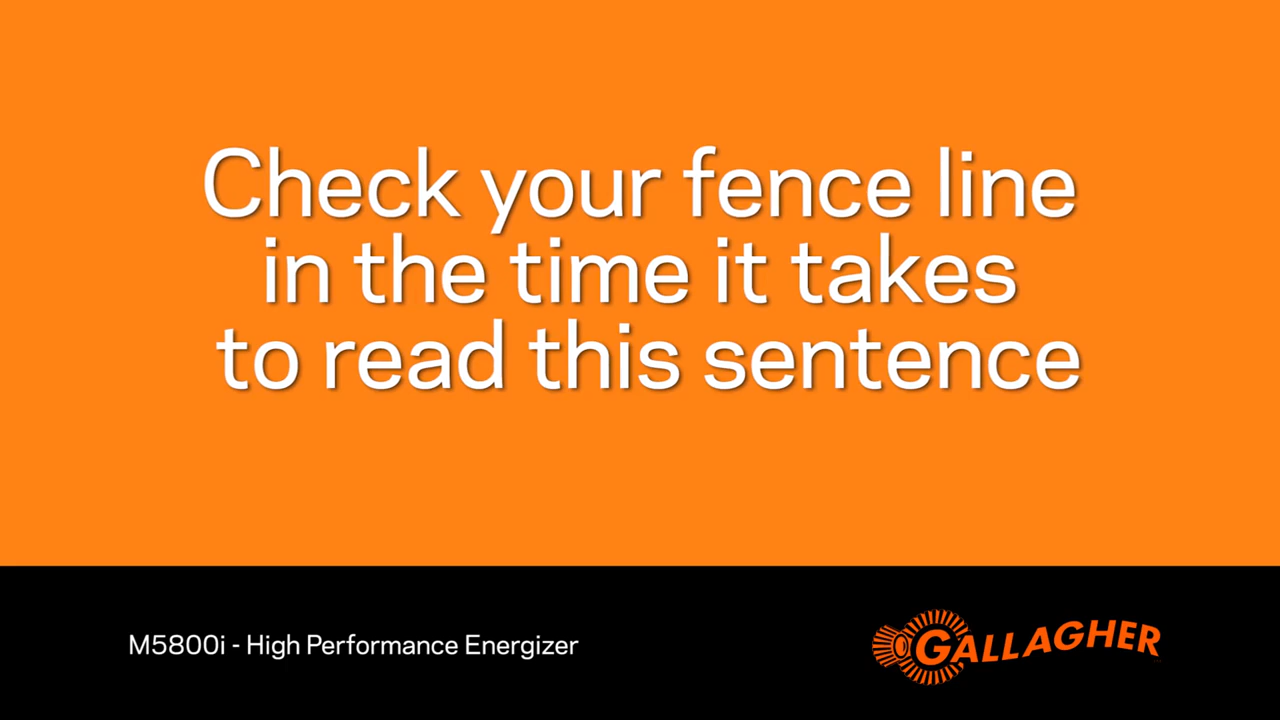 Check your fence line
in the time it takes
to read this sentence
M5800i - High Performance Energizer
GALLAGHER